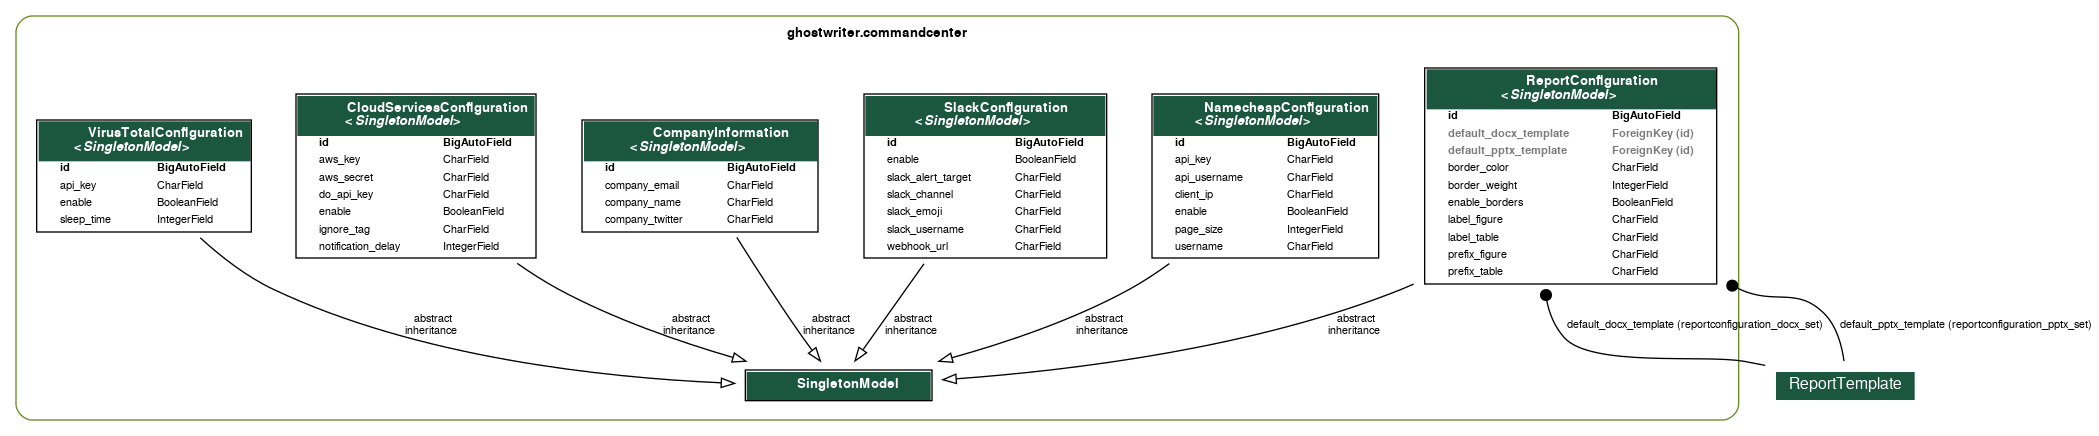 ghostwriter.commandcenter
VirusTotalConfiguration
<SingletonModel>
id BigAutoField
api_key CharField
enable BooleanField
sleep_time IntegerField
CloudServicesConfiguration
<SingletonModel>
id BigAutoField
aws_key CharField
aws_secret CharField
do_api_key CharField
enable BooleanField
ignore_tag CharField
notification_delay IntegerField
CompanyInformation
<SingletonModel>
id BigAutoField
company_email CharField
company_name CharField
company_twitter CharField
SlackConfiguration
<SingletonModel>
id BigAutoField
enable BooleanField
slack_alert_target CharField
slack_channel CharField
slack_emoji CharField
slack_username CharField
webhook_url CharField
NamecheapConfiguration
<SingletonModel>
id BigAutoField
api_key CharField
api_username CharField
client_ip CharField
enable BooleanField
page_size IntegerField
username CharField
ReportConfiguration
<SingletonModel>
id BigAutoField
default_docx_template ForeignKey (id)
default_pptx_template ForeignKey (id)
border_color CharField
border_weight IntegerField
enable_borders BooleanField
label_figure CharField
label_table CharField
prefix_figure CharField
prefix_table CharField
abstract
inheritance
abstract
inheritance
abstract
inheritance
abstract
inheritance
abstract
inheritance
abstract
inheritance
default_docx_template (reportconfiguration_docx_set)
default_pptx_template (reportconfiguration_pptx_set)
SingletonModel
ReportTemplate